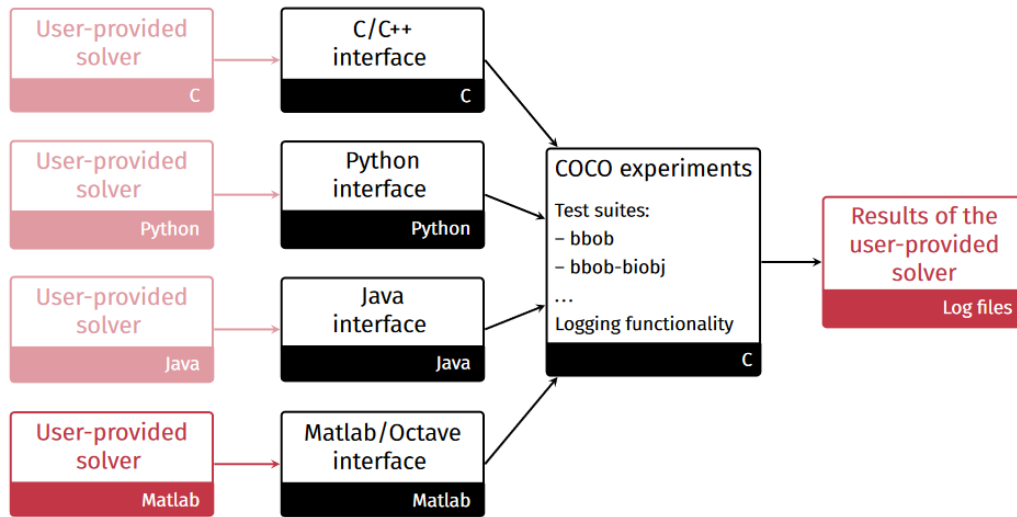 User-provided
solver
C
C/C++
interface
C
User-provided
solver
Python
Python
interface
Python
User-provided
solver
Java
Java
interface
Java
User-provided
solver
Matlab
Matlab/Octave
interface
Matlab
COCO experiments
Test suites:
– bbob
– bbob-biobj
…
Logging functionality
C
Results of the
user-provided
solver
Log files